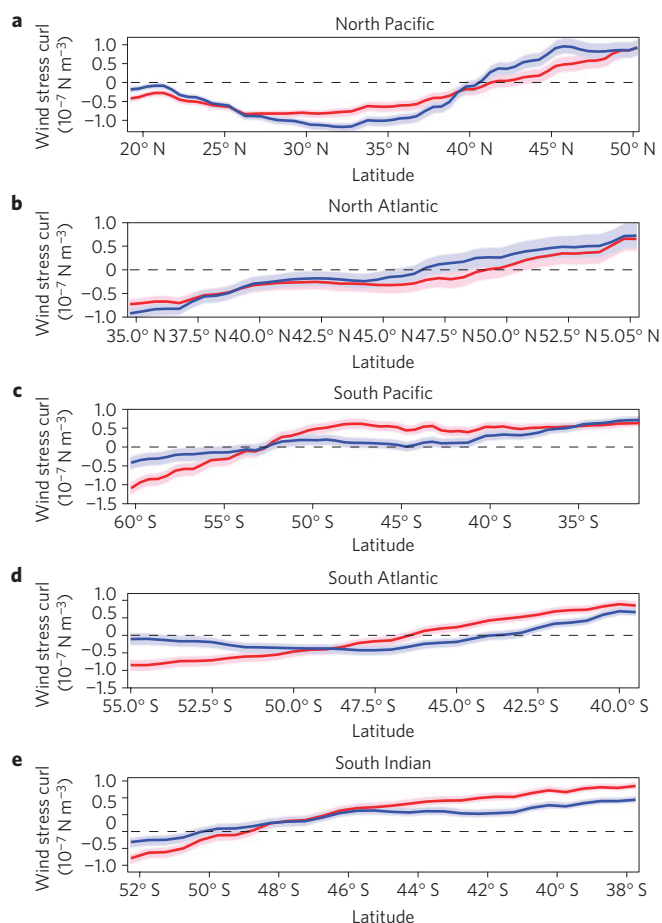 a
North Pacific
Wind stress curl
(10⁻⁷ N m⁻³)
1.0
0.5
0
−0.5
−1.0
20° N 25° N 30° N 35° N 40° N 45° N 50° N
Latitude
b
North Atlantic
Wind stress curl
(10⁻⁷ N m⁻³)
1.0
0.5
0
−0.5
−1.0
35.0° N 37.5° N 40.0° N 42.5° N 45.0° N 47.5° N 50.0° N 52.5° N 5.05° N
Latitude
c
South Pacific
Wind stress curl
(10⁻⁷ N m⁻³)
1.0
0.5
0
−0.5
−1.0
−1.5
60° S 55° S 50° S 45° S 40° S 35° S
Latitude
d
South Atlantic
Wind stress curl
(10⁻⁷ N m⁻³)
1.0
0.5
0
−0.5
−1.0
−1.5
55.0° S 52.5° S 50.0° S 47.5° S 45.0° S 42.5° S 40.0° S
Latitude
e
South Indian
Wind stress curl
(10⁻⁷ N m⁻³)
1.0
0.5
0
−0.5
−1.0
52° S 50° S 48° S 46° S 44° S 42° S 40° S 38° S
Latitude